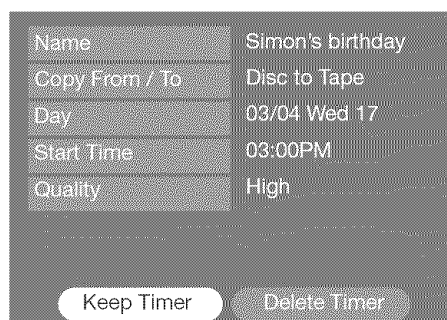 Name Simon's birthday
Copy From / To Disc to Tape
Day 03/04 Wed 17
Start Time 03:00PM
Quality High
Keep Timer Delete Timer